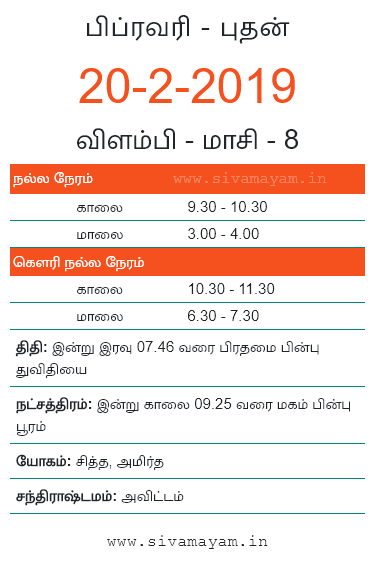 பிப்ரவரி - புதன்
20-2-2019
விளம்பி - மாசி - 8
நல்ல நேரம் www.sivamayam.in
காலை 9.30 - 10.30
மாலை 3.00 - 4.00
கௌரி நல்ல நேரம்
காலை 10.30 - 11.30
மாலை 6.30 - 7.30
திதி: இன்று இரவு 07.46 வரை பிரதமை பின்பு
துவிதியை
நட்சத்திரம்: இன்று காலை 09.25 வரை மகம் பின்பு
பூரம்
யோகம்: சித்த, அமிர்த
சந்திராஷ்டமம்: அவிட்டம்
www.sivamayam.in